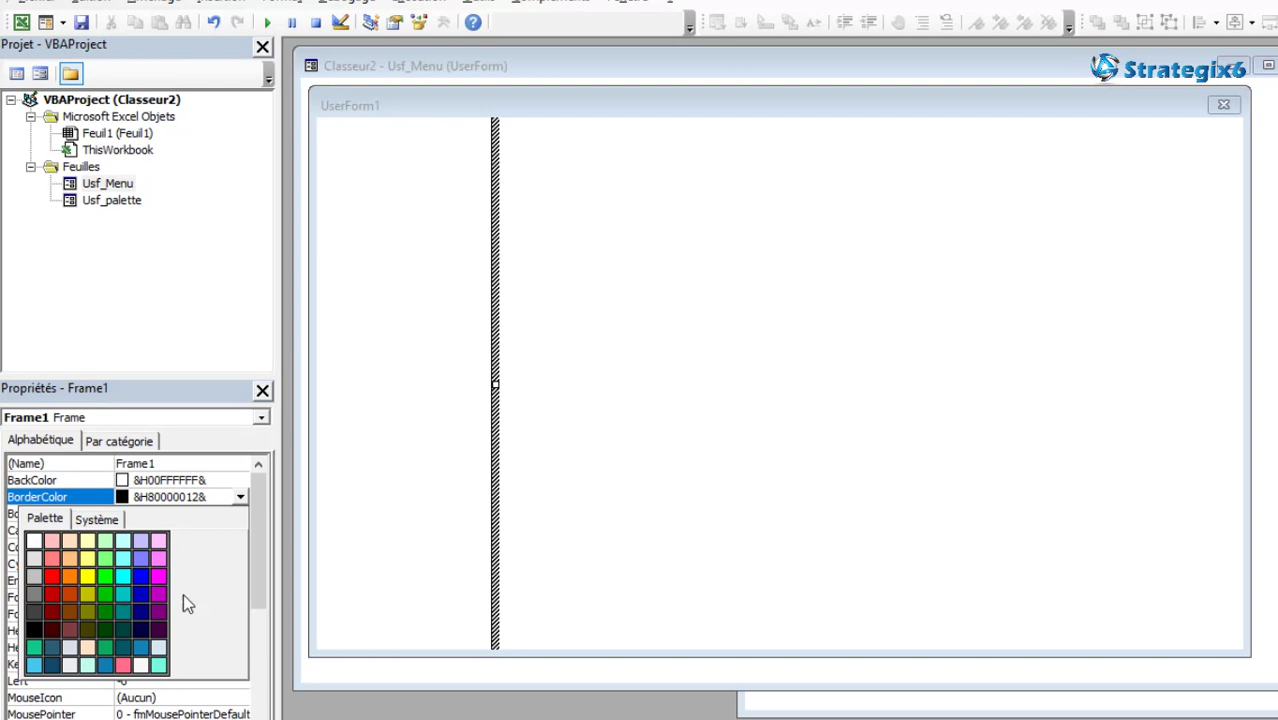 Projet - VBAProject
VBAProject (Classeur2)
Microsoft Excel Objets
Feuil1 (Feuil1)
ThisWorkbook
Feuilles
Usf_Menu
Usf_palette
Classeur2 - Usf_Menu (UserForm)
Strategix6
UserForm1
Propriétés - Frame1
Frame1 Frame
Alphabétique Par catégorie
(Name) Frame1
BackColor &H00FFFFFF&
BorderColor &H80000012&
Palette Système
MouseIcon (Aucun)
MousePointer 0 - fmMousePointerDefault